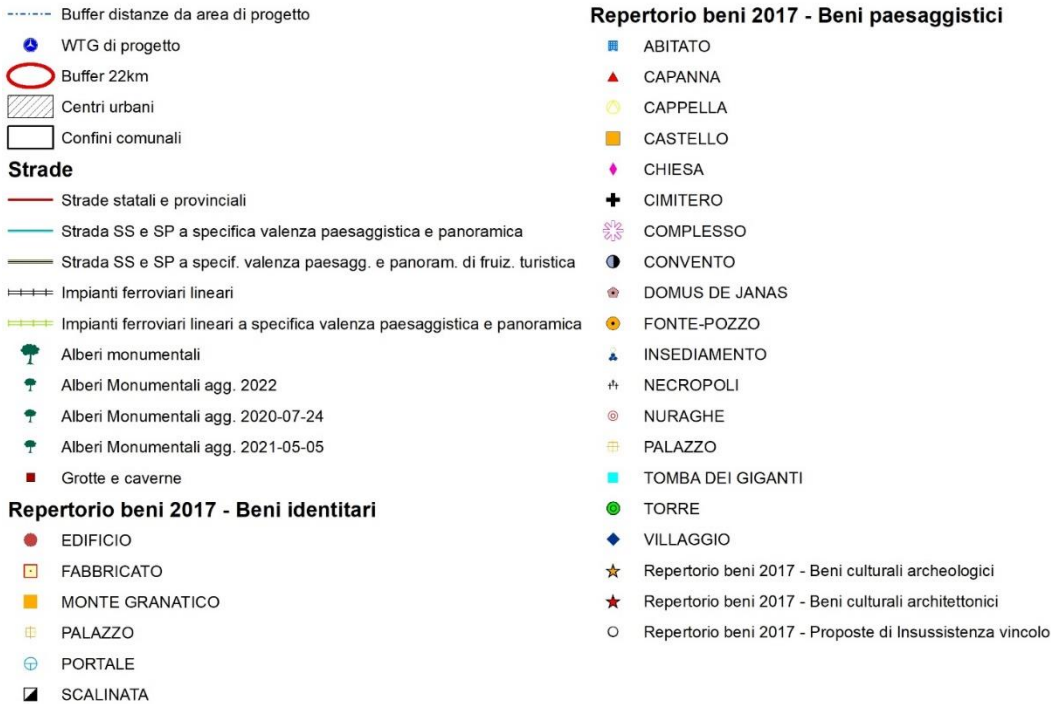 Buffer distanze da area di progetto
WTG di progetto
Buffer 22km
Centri urbani
Confini comunali
Strade
Strade statali e provinciali
Strada SS e SP a specifica valenza paesaggistica e panoramica
Strada SS e SP a specif. valenza paesagg. e panoram. di fruiz. turistica
Impianti ferroviari lineari
Impianti ferroviari lineari a specifica valenza paesaggistica e panoramica
Alberi monumentali
Alberi Monumentali agg. 2022
Alberi Monumentali agg. 2020-07-24
Alberi Monumentali agg. 2021-05-05
Grotte e caverne
Repertorio beni 2017 - Beni identitari
EDIFICIO
FABBRICATO
MONTE GRANATICO
PALAZZO
PORTALE
SCALINATA
Repertorio beni 2017 - Beni paesaggistici
ABITATO
CAPANNA
CAPPELLA
CASTELLO
CHIESA
CIMITERO
COMPLESSO
CONVENTO
DOMUS DE JANAS
FONTE-POZZO
INSEDIAMENTO
NECROPOLI
NURAGHE
PALAZZO
TOMBA DEI GIGANTI
TORRE
VILLAGGIO
Repertorio beni 2017 - Beni culturali archeologici
Repertorio beni 2017 - Beni culturali architettonici
Repertorio beni 2017 - Proposte di Insussistenza vincolo